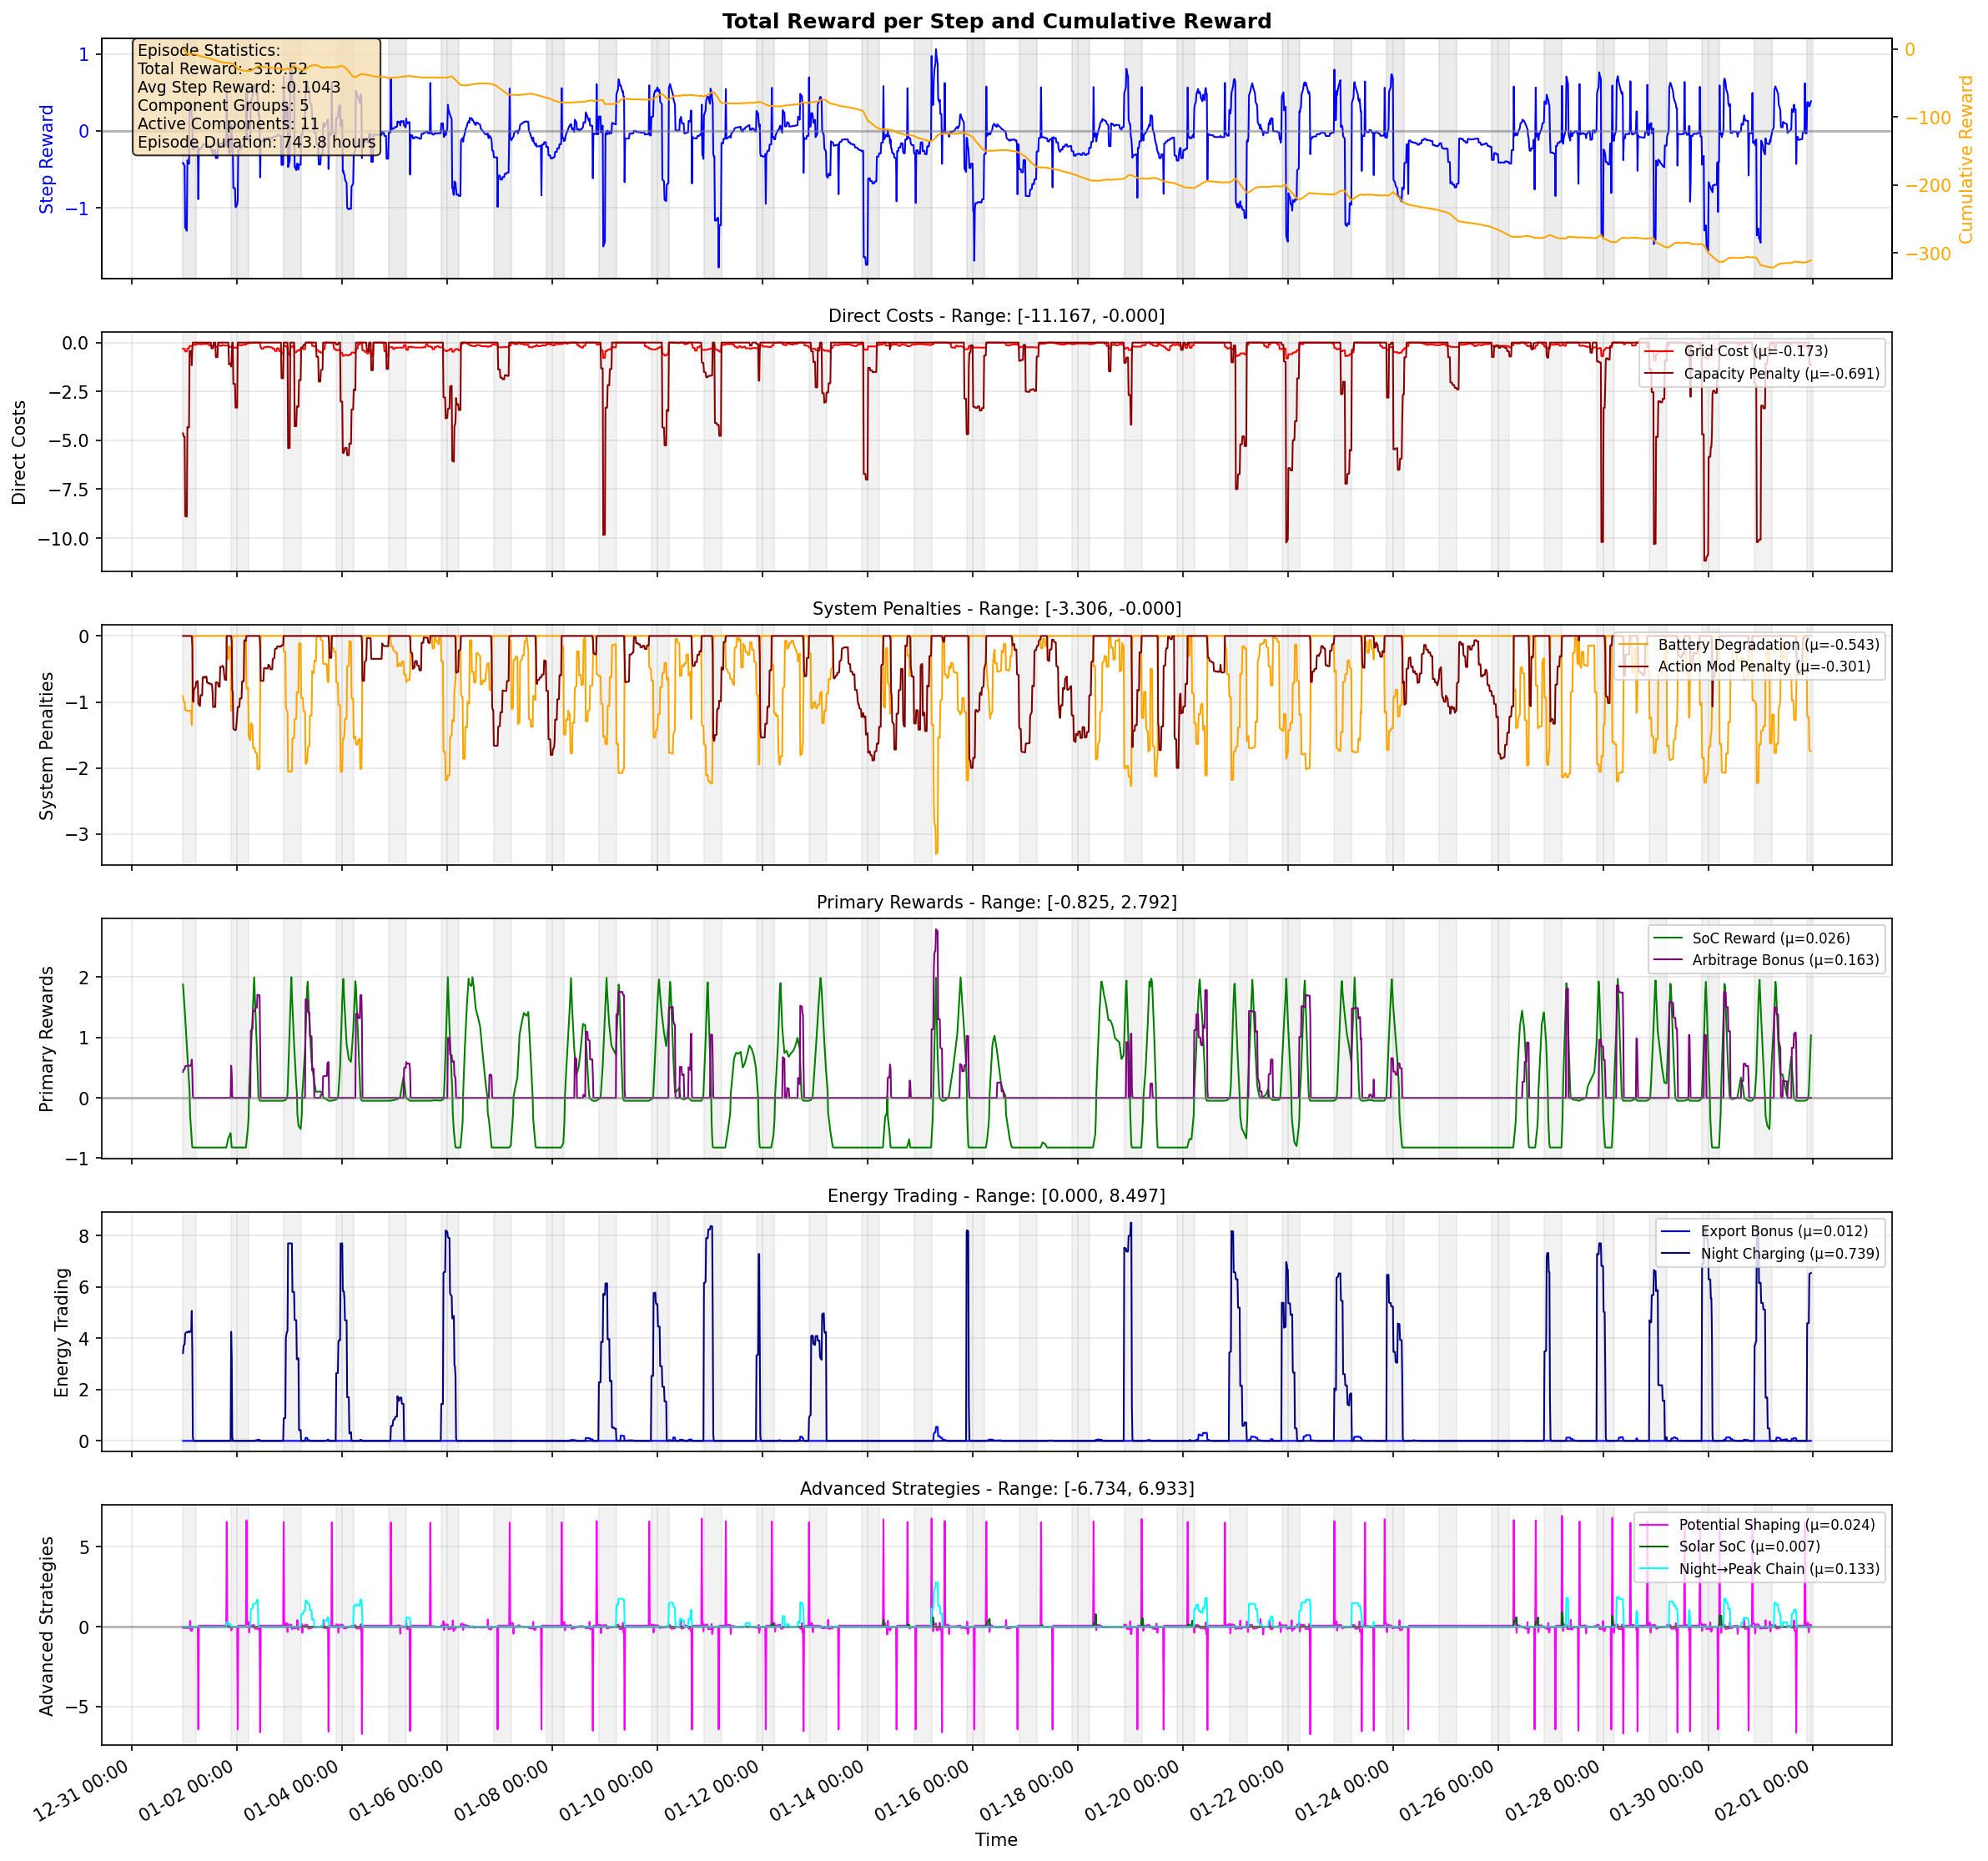 Total Reward per Step and Cumulative Reward
Episode Statistics:
Total Reward: -310.52
Avg Step Reward: -0.1043
Component Groups: 5
Active Components: 11
Episode Duration: 743.8 hours
Step Reward
1
0
−1
Cumulative Reward
0
−100
−200
−300
Direct Costs - Range: [-11.167, -0.000]
Direct Costs
0.0
−2.5
−5.0
−7.5
−10.0
Grid Cost (μ=-0.173)
Capacity Penalty (μ=-0.691)
System Penalties - Range: [-3.306, -0.000]
System Penalties
0
−1
−2
−3
Battery Degradation (μ=-0.543)
Action Mod Penalty (μ=-0.301)
Primary Rewards - Range: [-0.825, 2.792]
Primary Rewards
2
1
0
−1
SoC Reward (μ=0.026)
Arbitrage Bonus (μ=0.163)
Energy Trading - Range: [0.000, 8.497]
Energy Trading
8
6
4
2
0
Export Bonus (μ=0.012)
Night Charging (μ=0.739)
Advanced Strategies - Range: [-6.734, 6.933]
Advanced Strategies
5
0
−5
Potential Shaping (μ=0.024)
Solar SoC (μ=0.007)
Night→Peak Chain (μ=0.133)
12-31 00:00
01-02 00:00
01-04 00:00
01-06 00:00
01-08 00:00
01-10 00:00
01-12 00:00
01-14 00:00
01-16 00:00
01-18 00:00
01-20 00:00
01-22 00:00
01-24 00:00
01-26 00:00
01-28 00:00
01-30 00:00
02-01 00:00
Time